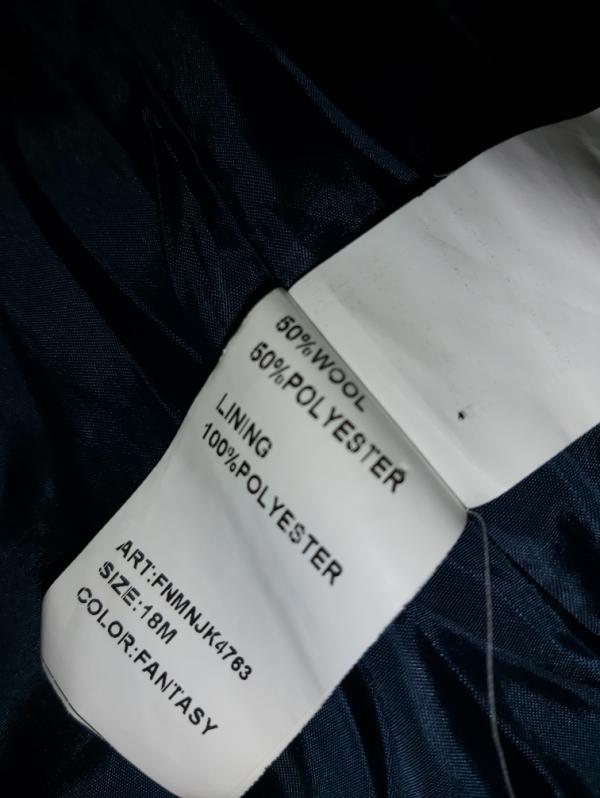 50%WOOL
50%POLYESTER
LINING
100%POLYESTER
ART:FNMNJK4763
SIZE:18M
COLOR:FANTASY